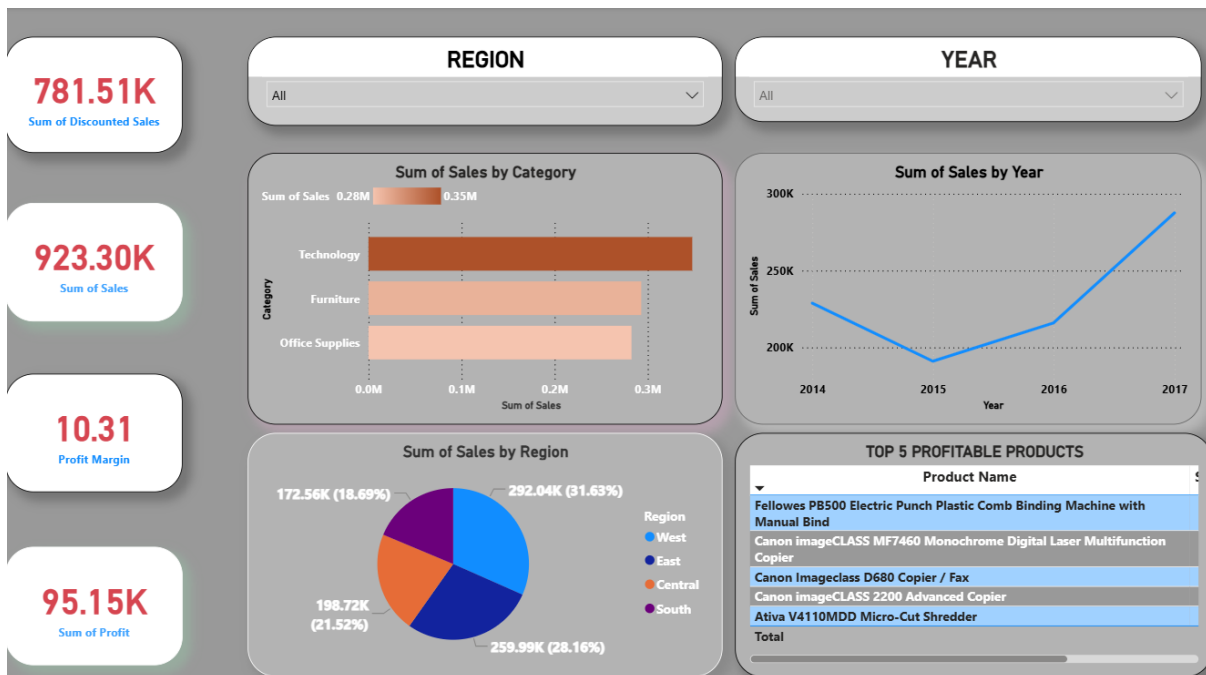 781.51K
Sum of Discounted Sales
923.30K
Sum of Sales
10.31
Profit Margin
95.15K
Sum of Profit
REGION
All
YEAR
All
Sum of Sales by Category
Sum of Sales 0.28M 0.35M
Category
Technology
Furniture
Office Supplies
0.0M 0.1M 0.2M 0.3M
Sum of Sales
Sum of Sales by Year
Sum of Sales
300K
250K
200K
2014 2015 2016 2017
Year
Sum of Sales by Region
172.56K (18.69%)
292.04K (31.63%)
198.72K
(21.52%)
259.99K (28.16%)
Region
West
East
Central
South
TOP 5 PROFITABLE PRODUCTS
Product Name
Fellowes PB500 Electric Punch Plastic Comb Binding Machine with
Manual Bind
Canon imageCLASS MF7460 Monochrome Digital Laser Multifunction
Copier
Canon Imageclass D680 Copier / Fax
Canon imageCLASS 2200 Advanced Copier
Ativa V4110MDD Micro-Cut Shredder
Total